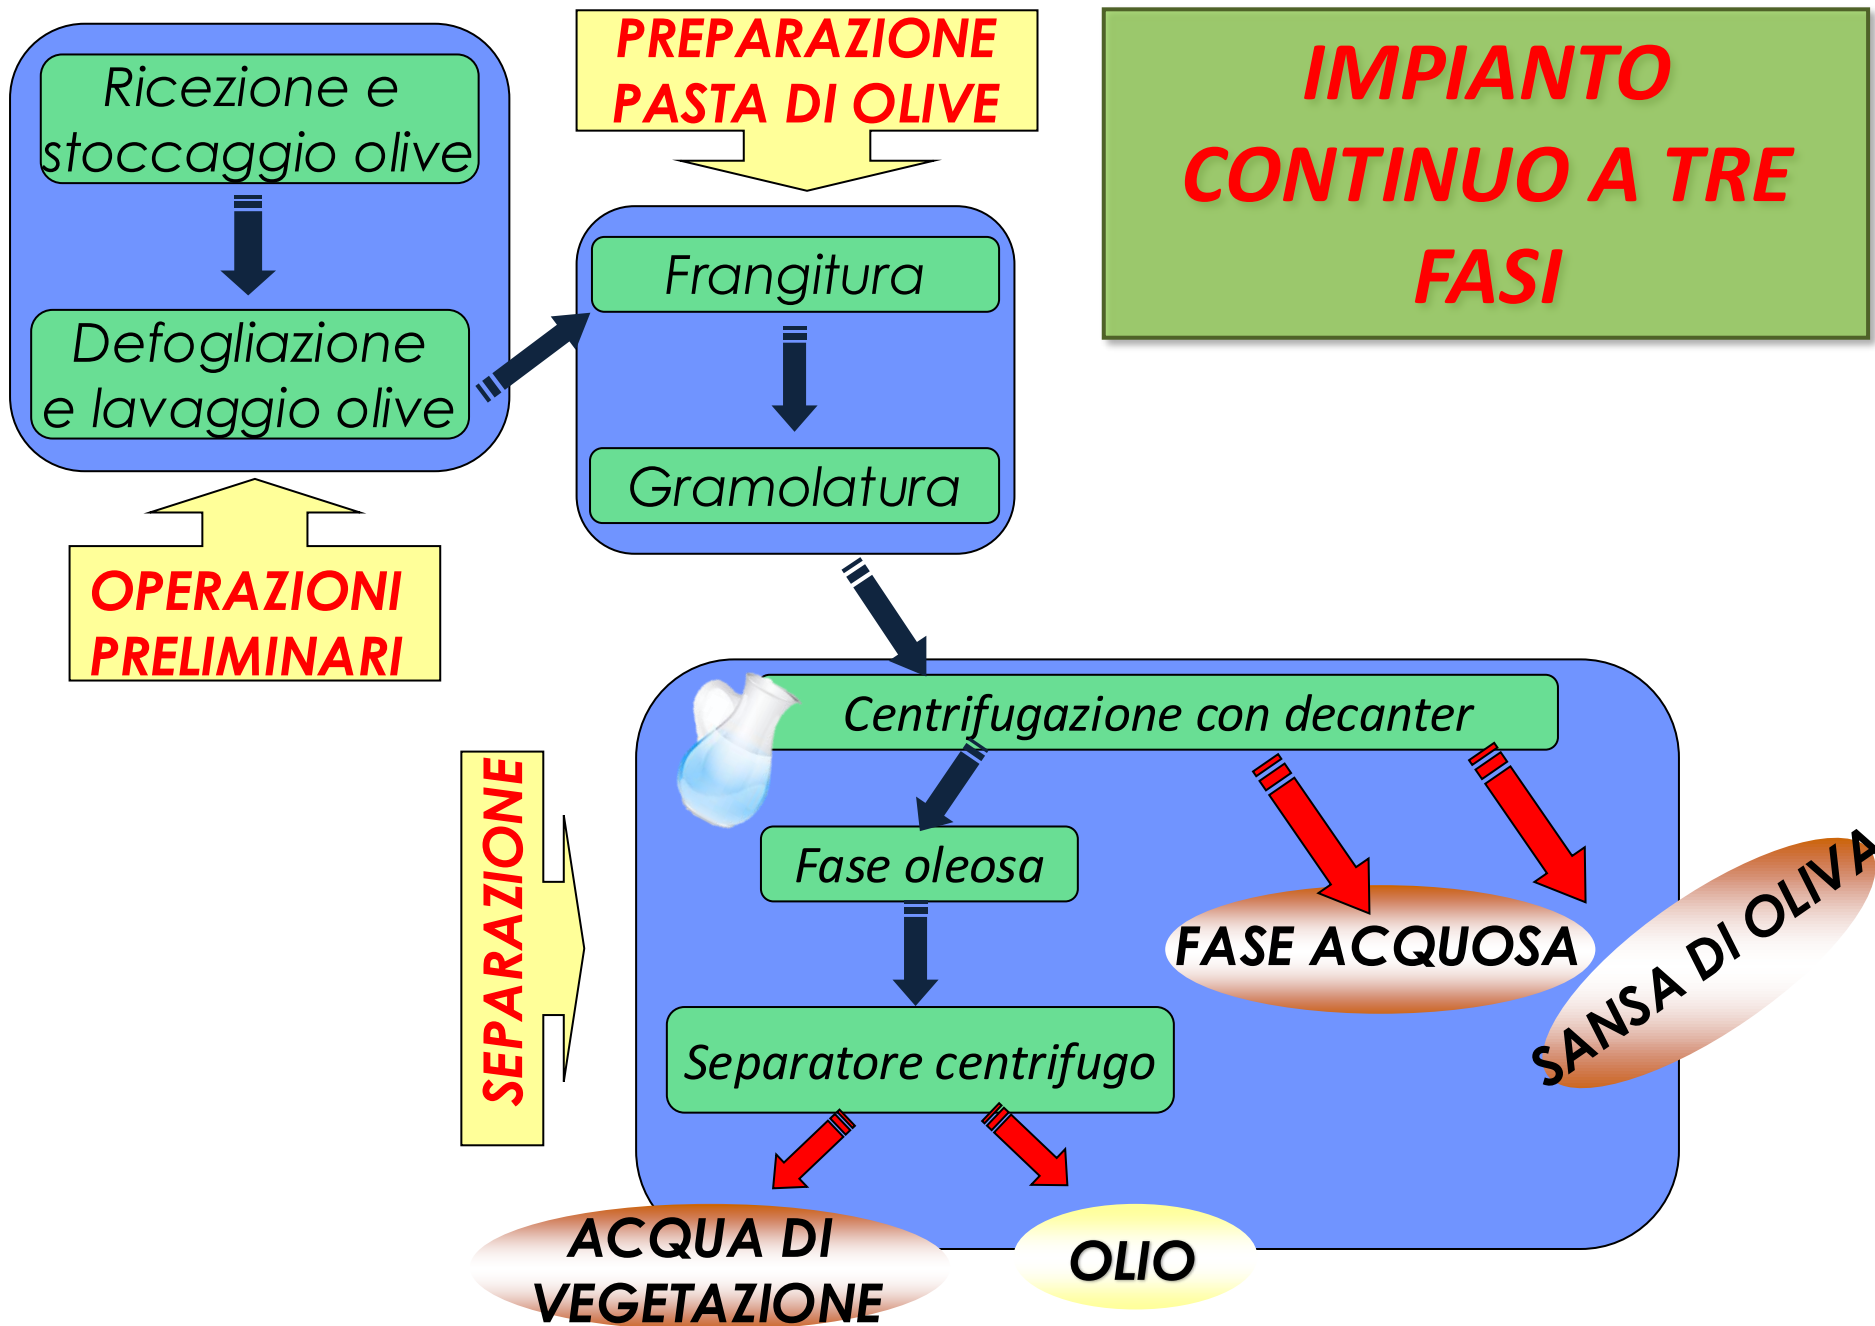 Ricezione e
stoccaggio olive
Defogliazione
e lavaggio olive
OPERAZIONI
PRELIMINARI
PREPARAZIONE
PASTA DI OLIVE
Frangitura
Gramolatura
IMPIANTO
CONTINUO A TRE
FASI
SEPARAZIONE
Centrifugazione con decanter
Fase oleosa
FASE ACQUOSA
SANSA DI OLIVA
Separatore centrifugo
ACQUA DI
VEGETAZIONE
OLIO